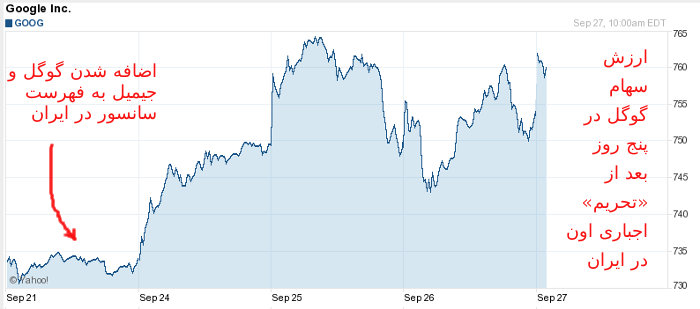 Google Inc.
GOOG
Sep 27, 10:00am EDT
اضافه شدن گوگل و
جیمیل به فهرست
سانسور در ایران
ارزش
سهام
گوگل در
پنج روز
بعد از
«تحریم»
اجباری اون
در ایران
765
760
755
750
745
740
735
730
© Yahoo!
Sep 21
Sep 24
Sep 25
Sep 26
Sep 27